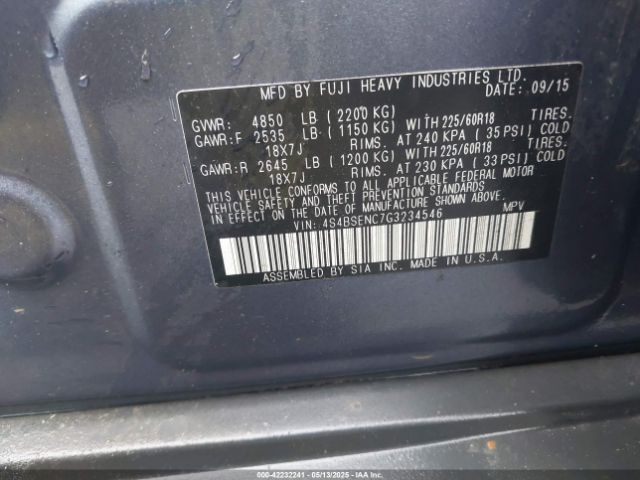 MFD BY FUJI HEAVY INDUSTRIES LTD.
DATE: 09/15
GVWR: 4850 LB (2200 KG)
GAWR:F 2535 LB (1150 KG) WITH 225/60R18 TIRES.
18X7J RIMS. AT 240 KPA (35 PSI) COLD
GAWR:R 2645 LB (1200 KG) WITH 225/60R18 TIRES.
18X7J RIMS. AT 230 KPA (33 PSI) COLD
THIS VEHICLE CONFORMS TO ALL APPLICABLE FEDERAL MOTOR
VEHICLE SAFETY AND THEFT PREVENTION STANDARDS
IN EFFECT ON THE DATE OF MANUFACTURE SHOWN ABOVE.
VIN: 4S4BSENC7G3234546 MPV
ASSEMBLED BY SIA INC. MADE IN U.S.A.
000-42232241 - 05/13/2025 - IAAI.CA